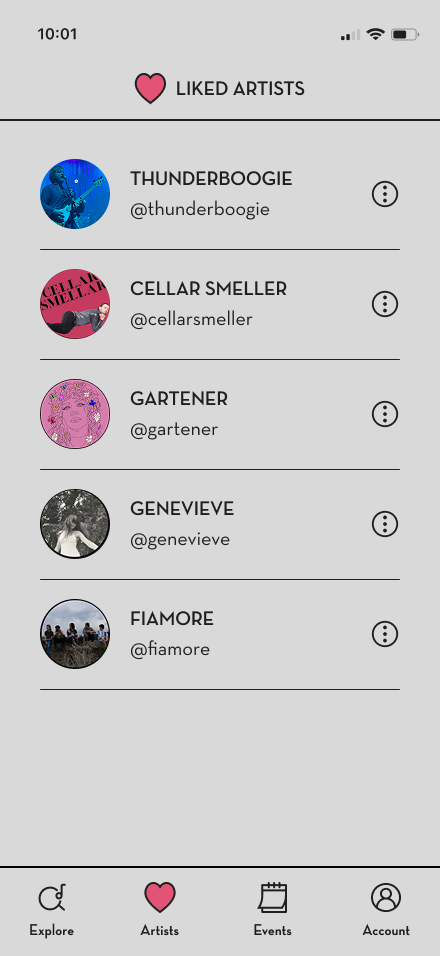 10:01
LIKED ARTISTS
THUNDERBOOGIE
@thunderboogie
CELLAR
SMELLAR
CELLAR SMELLER
@cellarsmeller
GARTENER
@gartener
GENEVIEVE
@genevieve
FIAMORE
@fiamore
Explore
Artists
Events
Account